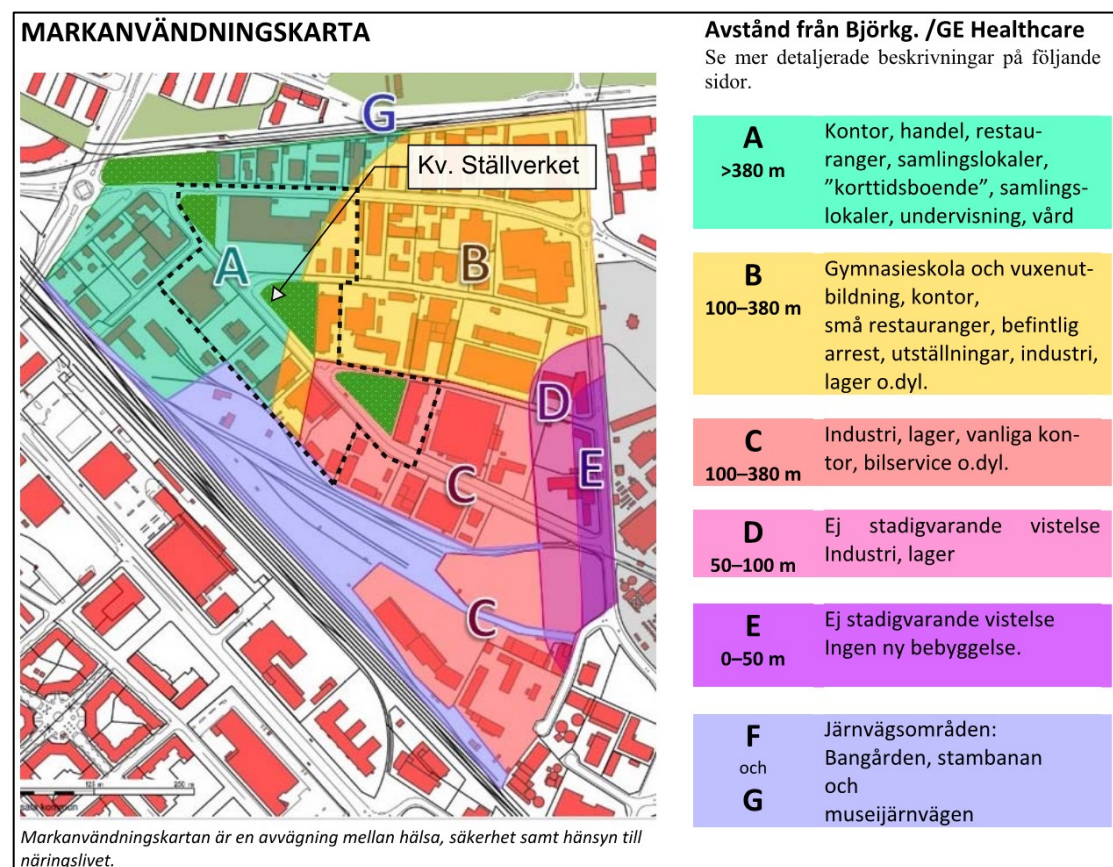 MARKANVÄNDNINGSKARTA
G
Kv. Ställverket
A
B
D
E
C
C
125 m 250 m
sala kommun
Markanvändningskartan är en avvägning mellan hälsa, säkerhet samt hänsyn till
näringslivet.
Avstånd från Björkg. /GE Healthcare
Se mer detaljerade beskrivningar på följande
sidor.
A
>380 m
Kontor, handel, restau-
ranger, samlingslokaler,
”korttidsboende”, samlings-
lokaler, undervisning, vård
B
100–380 m
Gymnasieskola och vuxenut-
bildning, kontor,
små restauranger, befintlig
arrest, utställningar, industri,
lager o.dyl.
C
100–380 m
Industri, lager, vanliga kon-
tor, bilservice o.dyl.
D
50–100 m
Ej stadigvarande vistelse
Industri, lager
E
0–50 m
Ej stadigvarande vistelse
Ingen ny bebyggelse.
F
och
G
Järnvägsområden:
Bangården, stambanan
och
museijärnvägen